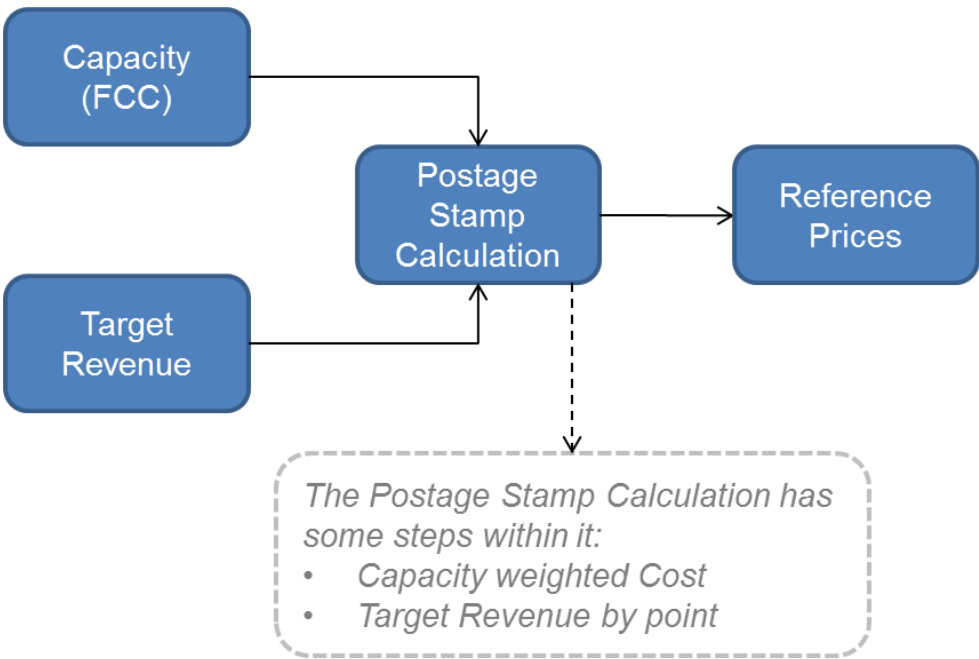 Capacity
(FCC)
Postage
Stamp
Calculation
Reference
Prices
Target
Revenue
The Postage Stamp Calculation has
some steps within it:
• Capacity weighted Cost
• Target Revenue by point